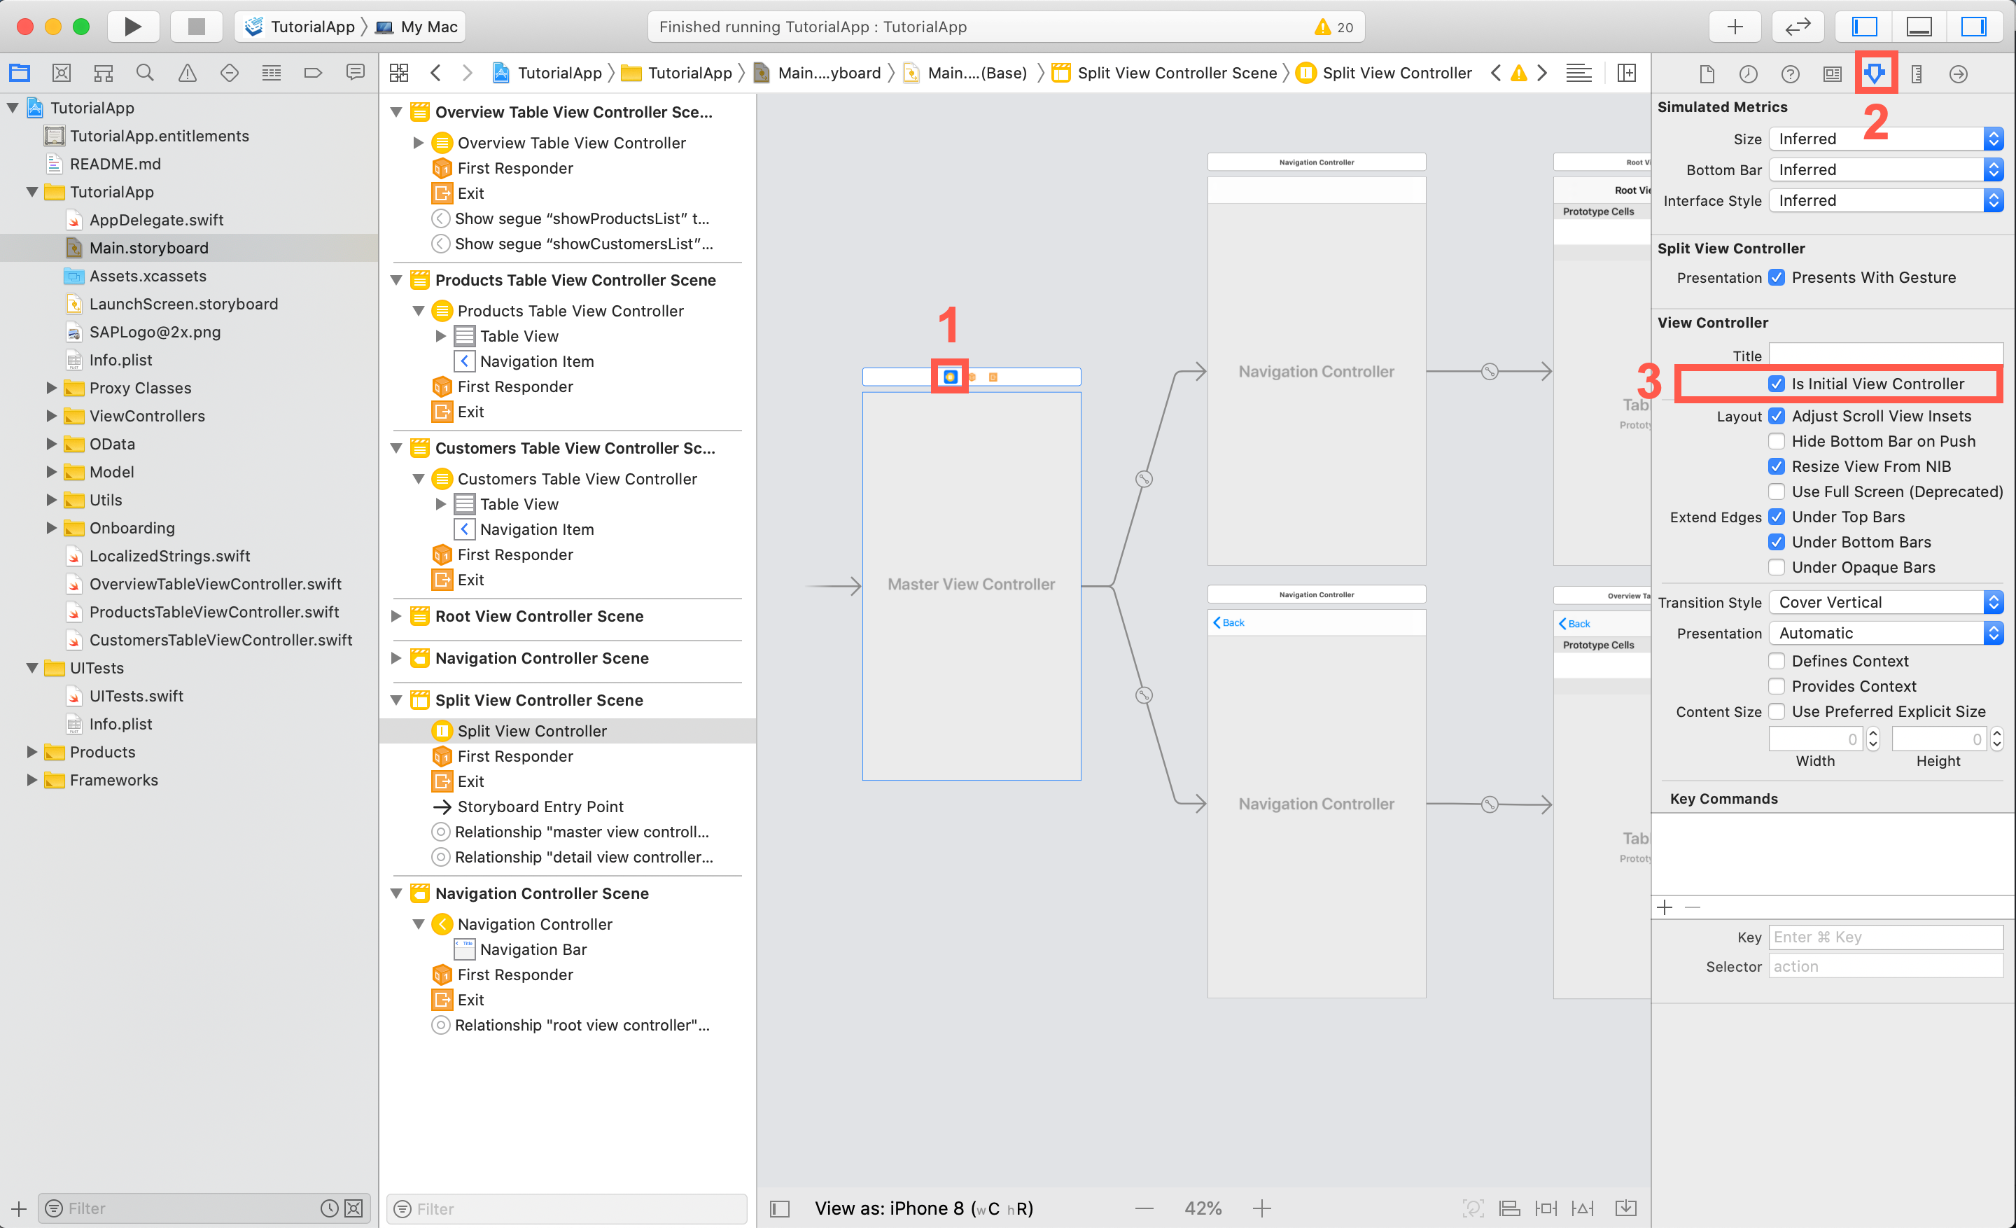 TutorialApp
My Mac
Finished running TutorialApp : TutorialApp
20
TutorialApp
TutorialApp
Main....yboard
Main....(Base)
Split View Controller Scene
Split View Controller
TutorialApp
TutorialApp.entitlements
README.md
TutorialApp
AppDelegate.swift
Main.storyboard
Assets.xcassets
LaunchScreen.storyboard
SAPLogo@2x.png
Info.plist
Proxy Classes
ViewControllers
OData
Model
Utils
Onboarding
LocalizedStrings.swift
OverviewTableViewController.swift
ProductsTableViewController.swift
CustomersTableViewController.swift
UITests
UITests.swift
Info.plist
Products
Frameworks
Filter
Overview Table View Controller Sce...
Overview Table View Controller
First Responder
Exit
Show segue “showProductsList” t...
Show segue “showCustomersList”...
Products Table View Controller Scene
Products Table View Controller
Table View
Navigation Item
First Responder
Exit
Customers Table View Controller Sc...
Customers Table View Controller
Table View
Navigation Item
First Responder
Exit
Root View Controller Scene
Navigation Controller Scene
Split View Controller Scene
Split View Controller
First Responder
Exit
Storyboard Entry Point
Relationship "master view controll...
Relationship "detail view controller...
Navigation Controller Scene
Navigation Controller
Navigation Bar
First Responder
Exit
Relationship "root view controller"...
Filter
1
Master View Controller
Navigation Controller
Navigation Controller
Root Vi
Root Vie
Prototype Cells
Tab
Prototy
Navigation Controller
Back
Navigation Controller
Overview Ta
Back
Prototype Cells
Tab
Prototy
View as: iPhone 8 (wC hR)
42%
2
Simulated Metrics
Size Inferred
Bottom Bar Inferred
Interface Style Inferred
Split View Controller
Presentation Presents With Gesture
View Controller
Title
3
Is Initial View Controller
Layout Adjust Scroll View Insets
Hide Bottom Bar on Push
Resize View From NIB
Use Full Screen (Deprecated)
Extend Edges Under Top Bars
Under Bottom Bars
Under Opaque Bars
Transition Style Cover Vertical
Presentation Automatic
Defines Context
Provides Context
Content Size Use Preferred Explicit Size
0 0
Width Height
Key Commands
Key Enter ⌘ Key
Selector action